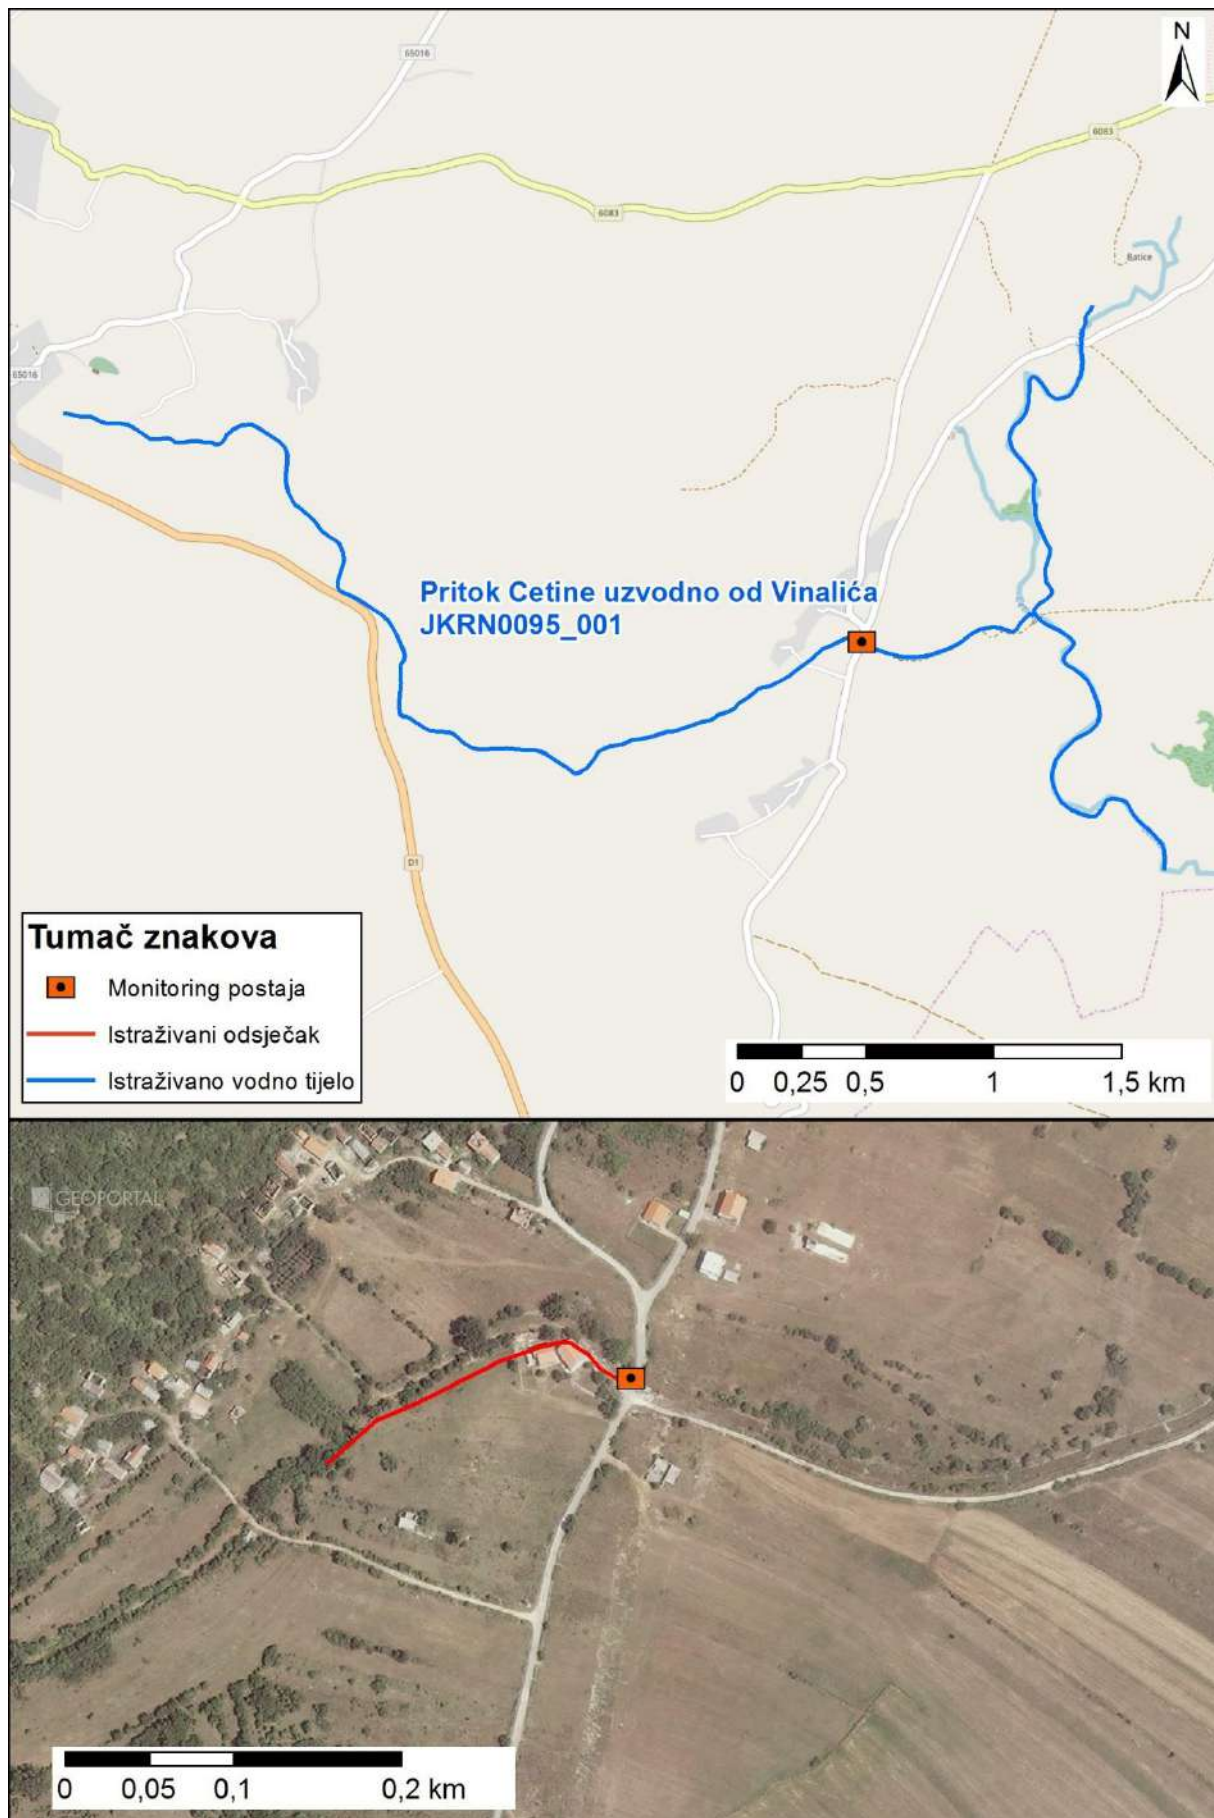 N
65016
6083
6083
Batice
65016
Pritok Cetine uzvodno od Vinalića
JKRN0095_001
D1
Tumač znakova
Monitoring postaja
Istraživani odsječak
Istraživano vodno tijelo
0 0,25 0,5 1 1,5 km
GEOPORTAL
0 0,05 0,1 0,2 km